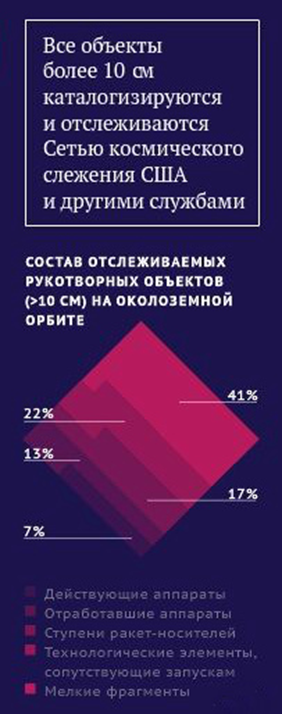 Все объекты
более 10 см
каталогизируются
и отслеживаются
Сетью космического
слежения США
и другими службами
СОСТАВ ОТСЛЕЖИВАЕМЫХ
РУКОТВОРНЫХ ОБЪЕКТОВ
(>10 СМ) НА ОКОЛОЗЕМНОЙ
ОРБИТЕ
41%
22%
13%
17%
7%
Действующие аппараты
Отработавшие аппараты
Ступени ракет-носителей
Технологические элементы,
сопутствующие запускам
Мелкие фрагменты